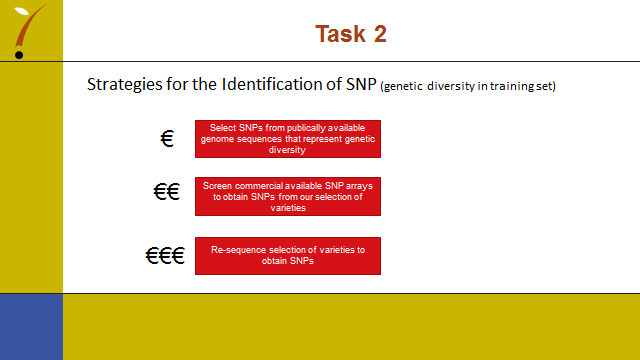 Task 2
Strategies for the Identification of SNP (genetic diversity in training set)
€
Select SNPs from publically available
genome sequences that represent genetic
diversity
€€
Screen commercial available SNP arrays
to obtain SNPs from our selection of
varieties
€€€
Re-sequence selection of varieties to
obtain SNPs